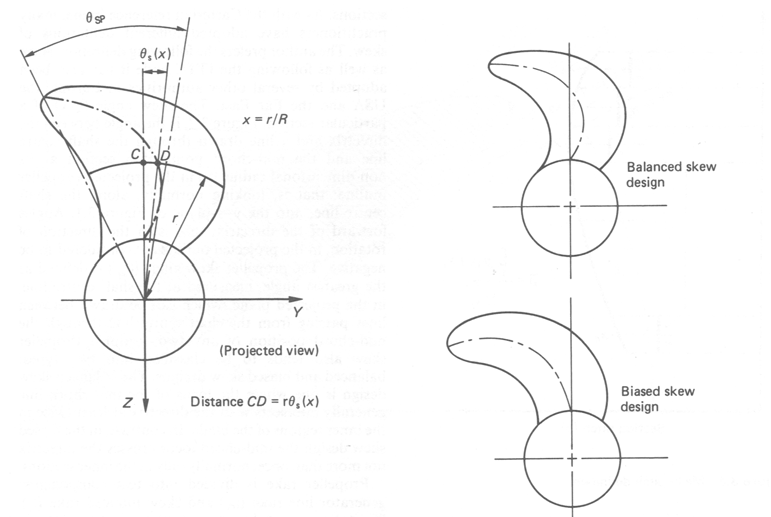 θSP
θs(x)
x = r/R
C
D
r
Y
(Projected view)
Z
Distance CD = rθs(x)
Balanced skew
design
Biased skew
design